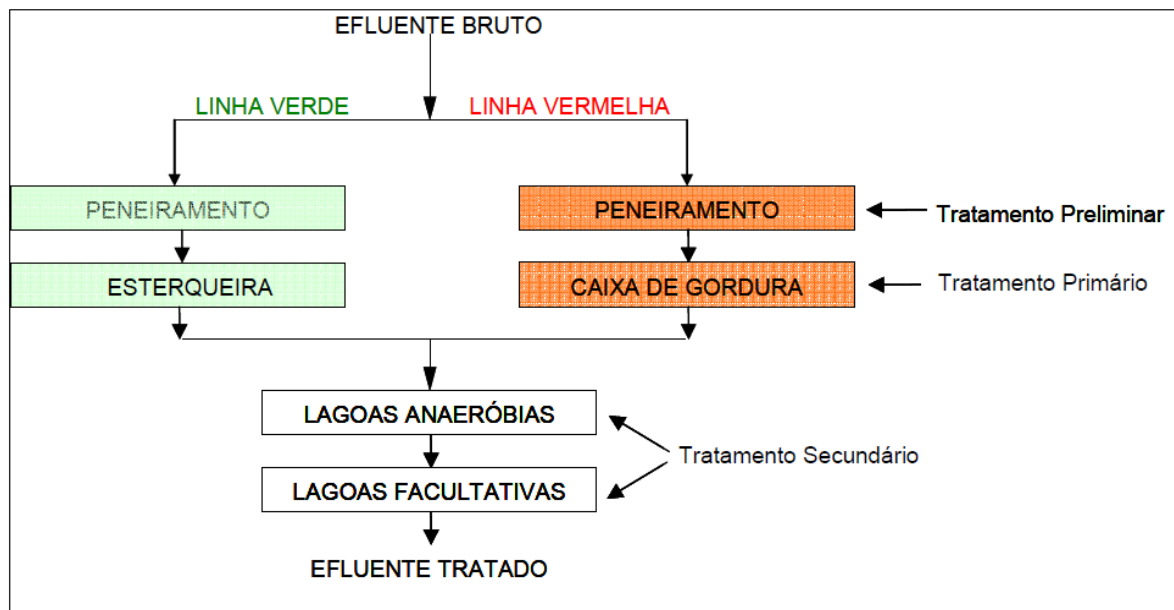 EFLUENTE BRUTO
LINHA VERDE
LINHA VERMELHA
PENEIRAMENTO
PENEIRAMENTO
Tratamento Preliminar
ESTERQUEIRA
CAIXA DE GORDURA
Tratamento Primário
LAGOAS ANAERÓBIAS
Tratamento Secundário
LAGOAS FACULTATIVAS
EFLUENTE TRATADO